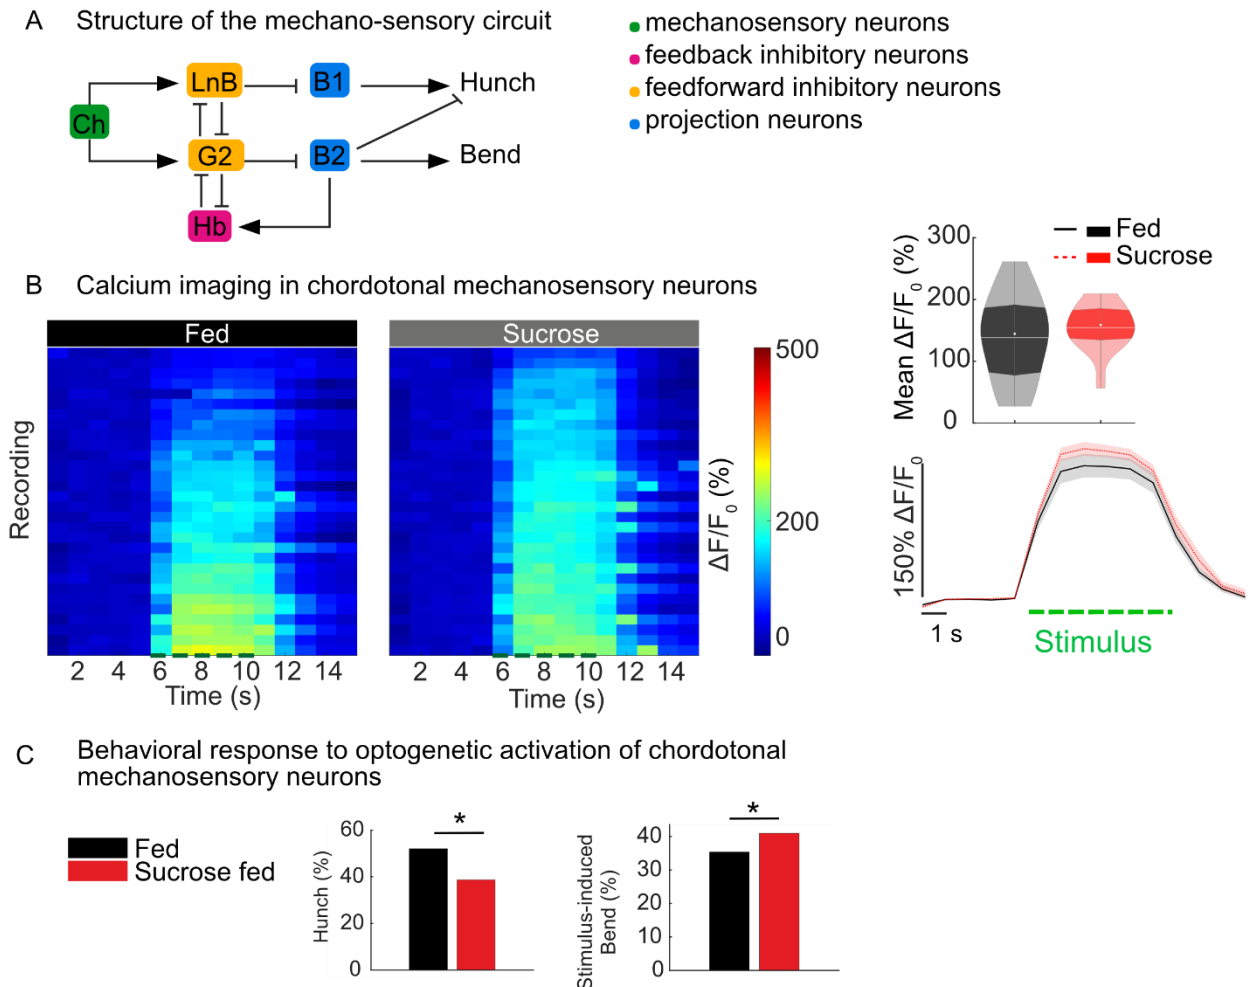 A Structure of the mechano-sensory circuit
mechanosensory neurons
feedback inhibitory neurons
feedforward inhibitory neurons
projection neurons
LnB B1 Hunch
Ch
G2 B2 Bend
Hb
B Calcium imaging in chordotonal mechanosensory neurons
Fed
Sucrose
Recording
2 4 6 8 10 12 14
Time (s)
2 4 6 8 10 12 14
Time (s)
500
200
0
ΔF/F0 (%)
Fed
Sucrose
300
200
100
0
Mean ΔF/F0 (%)
150% ΔF/F0
1 s
Stimulus
C Behavioral response to optogenetic activation of chordotonal
mechanosensory neurons
Fed
Sucrose fed
60
40
20
0
Hunch (%)
*
40
30
20
10
0
Stimulus-induced
Bend (%)
*